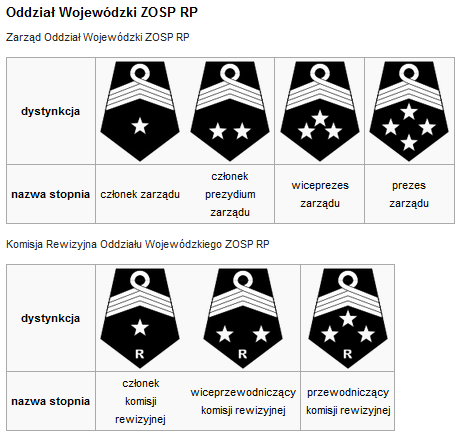 Oddział Wojewódzki ZOSP RP
Zarząd Oddział Wojewódzki ZOSP RP
dystynkcja
nazwa stopnia
członek zarządu
członek
prezydium
zarządu
wiceprezes
zarządu
prezes
zarządu
Komisja Rewizyjna Oddziału Wojewódzkiego ZOSP RP
dystynkcja
R
R
R
nazwa stopnia
członek
komisji
rewizyjnej
wiceprzewodniczący
komisji rewizyjnej
przewodniczący
komisji rewizyjnej